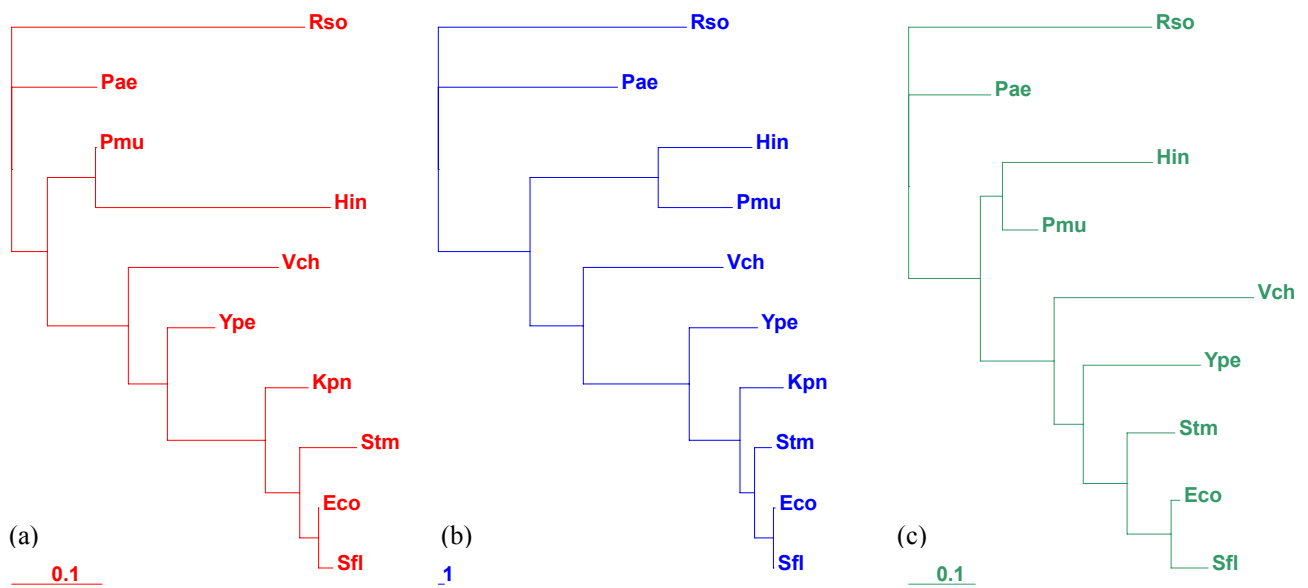 Rso
Pae
Pmu
Hin
Vch
Ype
Kpn
Stm
Eco
Sfl
(a)
0.1
Rso
Pae
Hin
Pmu
Vch
Ype
Kpn
Stm
Eco
Sfl
(b)
1
Rso
Pae
Hin
Pmu
Vch
Ype
Stm
Eco
Sfl
(c)
0.1